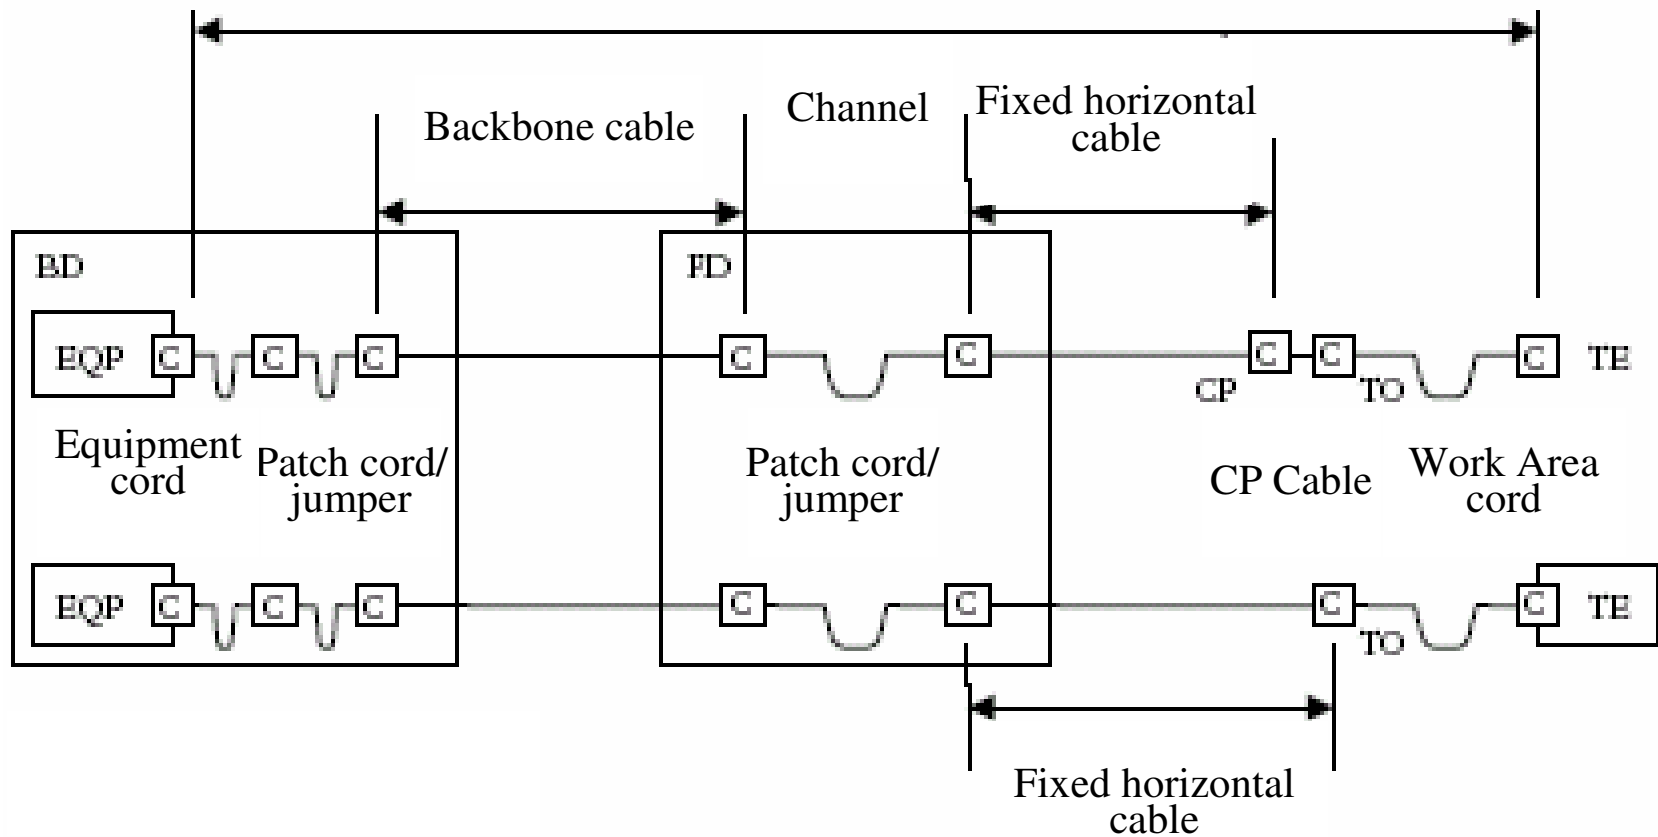 Channel
Backbone cable
Fixed horizontal
cable
BD
FD
EQP C C C C C C C TE
CP TO
Equipment
cord
Patch cord/
jumper
Patch cord/
jumper
CP Cable
Work Area
cord
EQP C C C C C C C TE
TO
Fixed horizontal
cable